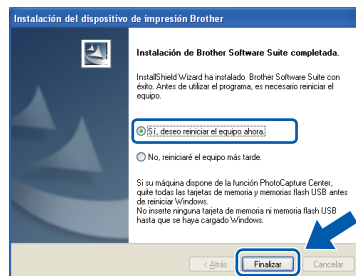 Instalación del dispositivo de impresión Brother
Instalación de Brother Software Suite completada.
InstallShield Wizard ha instalado Brother Software Suite con
éxito. Antes de utilizar el programa, es necesario reiniciar el
equipo.
Sí, deseo reiniciar el equipo ahora.
No, reiniciaré el equipo más tarde.
Si su máquina dispone de la función PhotoCapture Center,
quite todas las tarjetas de memoria y memorias flash USB antes
de reiniciar Windows.
No inserte ninguna tarjeta de memoria ni memoria flash USB
hasta que se haya cargado Windows.
< Atrás Finalizar Cancelar